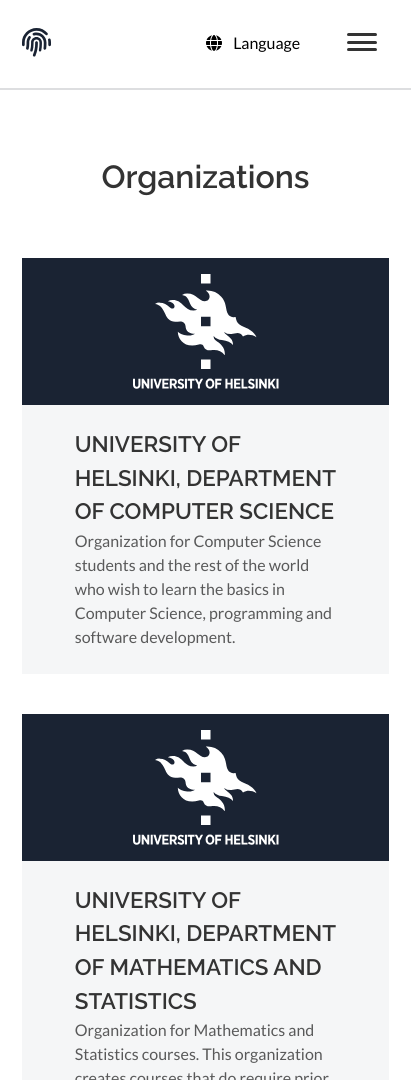 Language
Organizations
UNIVERSITY OF HELSINKI
UNIVERSITY OF
HELSINKI, DEPARTMENT
OF COMPUTER SCIENCE
Organization for Computer Science
students and the rest of the world
who wish to learn the basics in
Computer Science, programming and
software development.
UNIVERSITY OF HELSINKI
UNIVERSITY OF
HELSINKI, DEPARTMENT
OF MATHEMATICS AND
STATISTICS
Organization for Mathematics and
Statistics courses. This organization
creates courses that do require prior